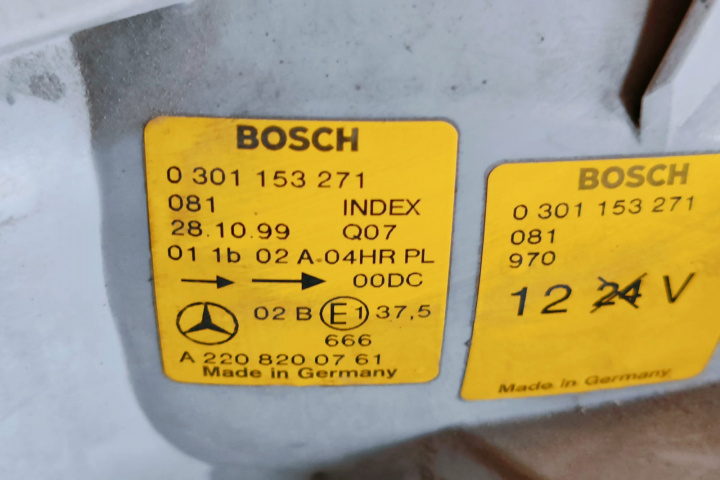 BOSCH
0 301 153 271
081 INDEX
28.10.99 Q07
01 1b 02 A-04HR PL
00DC
02 B E1 37,5
666
A 220 820 07 61
Made in Germany
BOSCH
0 301 153 271
081
970
12 24 V
Made in Germany